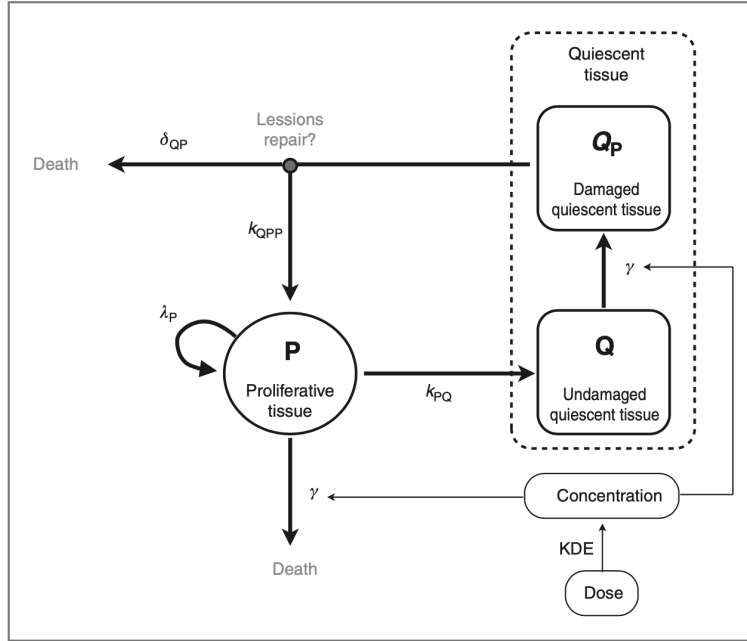 Quiescent
tissue
Lessions
repair?
δQP
Death
QP
Damaged
quiescent tissue
kQPP
γ
λP
P
Proliferative
tissue
kPQ
Q
Undamaged
quiescent tissue
γ
Concentration
KDE
Death
Dose